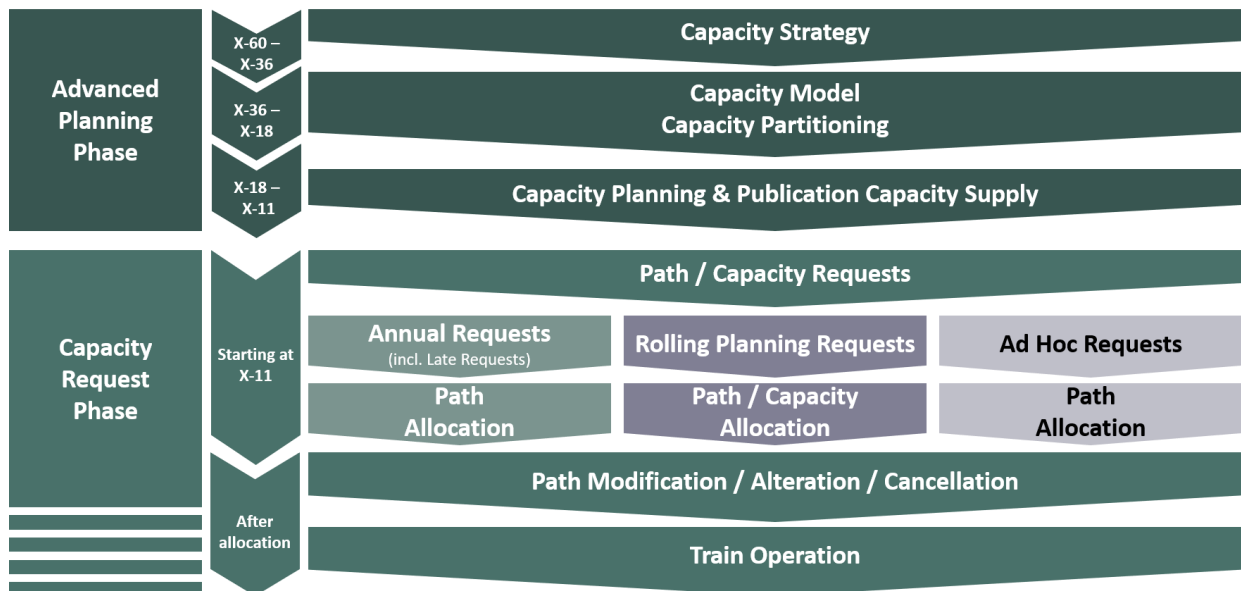 Advanced
Planning
Phase
X-60 –
X-36
Capacity Strategy
X-36 –
X-18
Capacity Model
Capacity Partitioning
X-18 –
X-11
Capacity Planning & Publication Capacity Supply
Capacity
Request
Phase
Starting at
X-11
Path / Capacity Requests
Annual Requests
(incl. Late Requests)
Rolling Planning Requests
Ad Hoc Requests
Path
Allocation
Path / Capacity
Allocation
Path
Allocation
After
allocation
Path Modification / Alteration / Cancellation
Train Operation